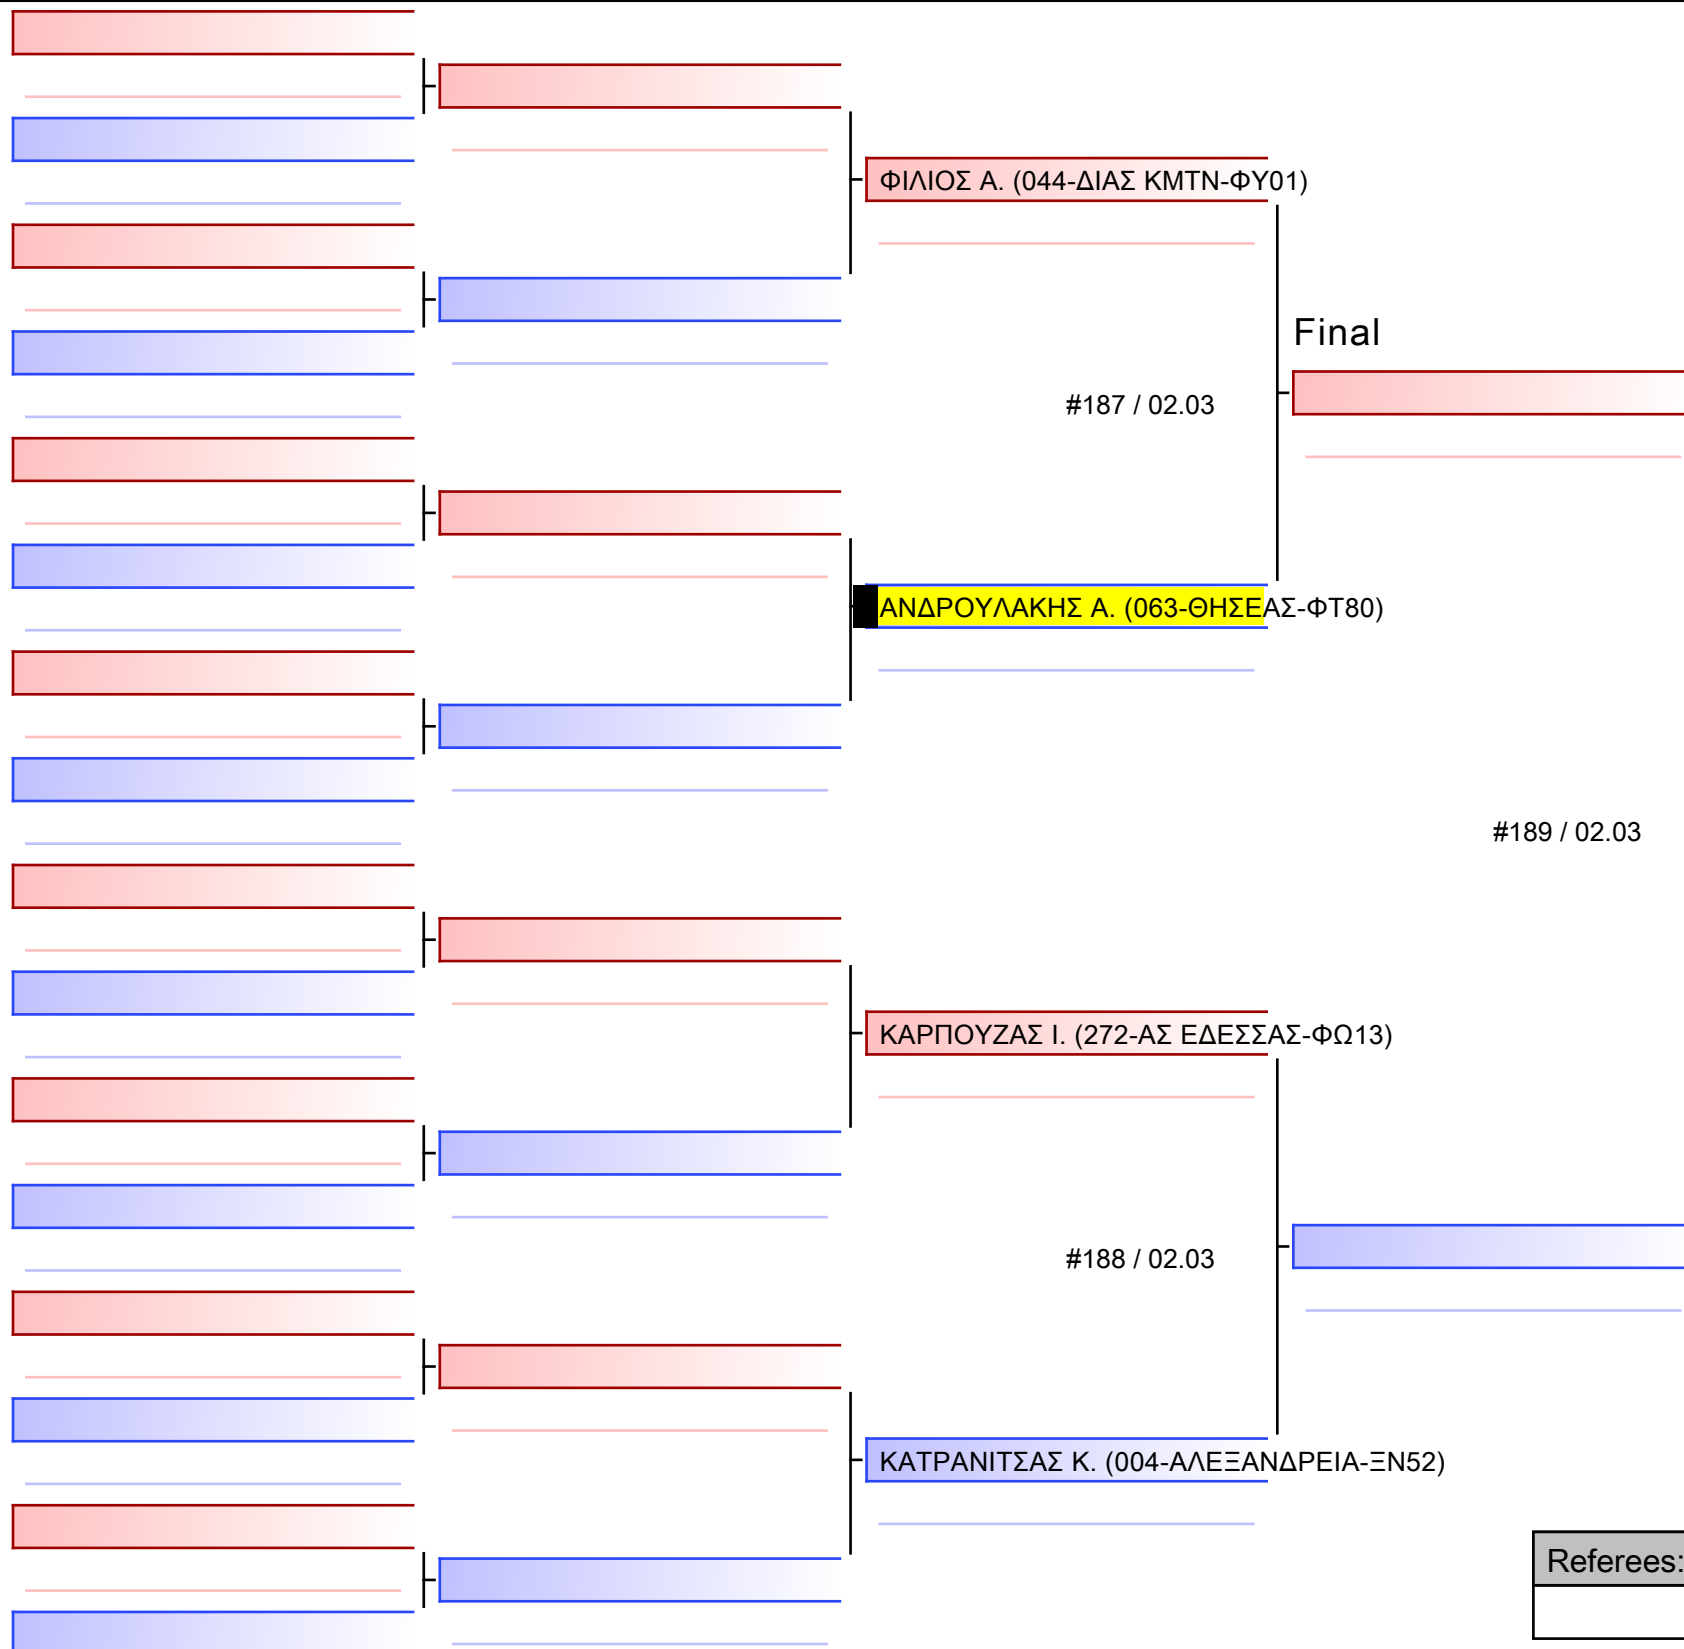 ΦΙΛΙΟΣ Α. (044-ΔΙΑΣ ΚΜΤΝ-ΦΥ01)
Final
#187 / 02.03
ΑΝΔΡΟΥΛΑΚΗΣ Α. (063-ΘΗΣΕΑΣ-ΦΤ80)
#189 / 02.03
ΚΑΡΠΟΥΖΑΣ Ι. (272-ΑΣ ΕΔΕΣΣΑΣ-ΦΩ13)
#188 / 02.03
ΚΑΤΡΑΝΙΤΣΑΣ Κ. (004-ΑΛΕΞΑΝΔΡΕΙΑ-ΞΝ52)
Referees: